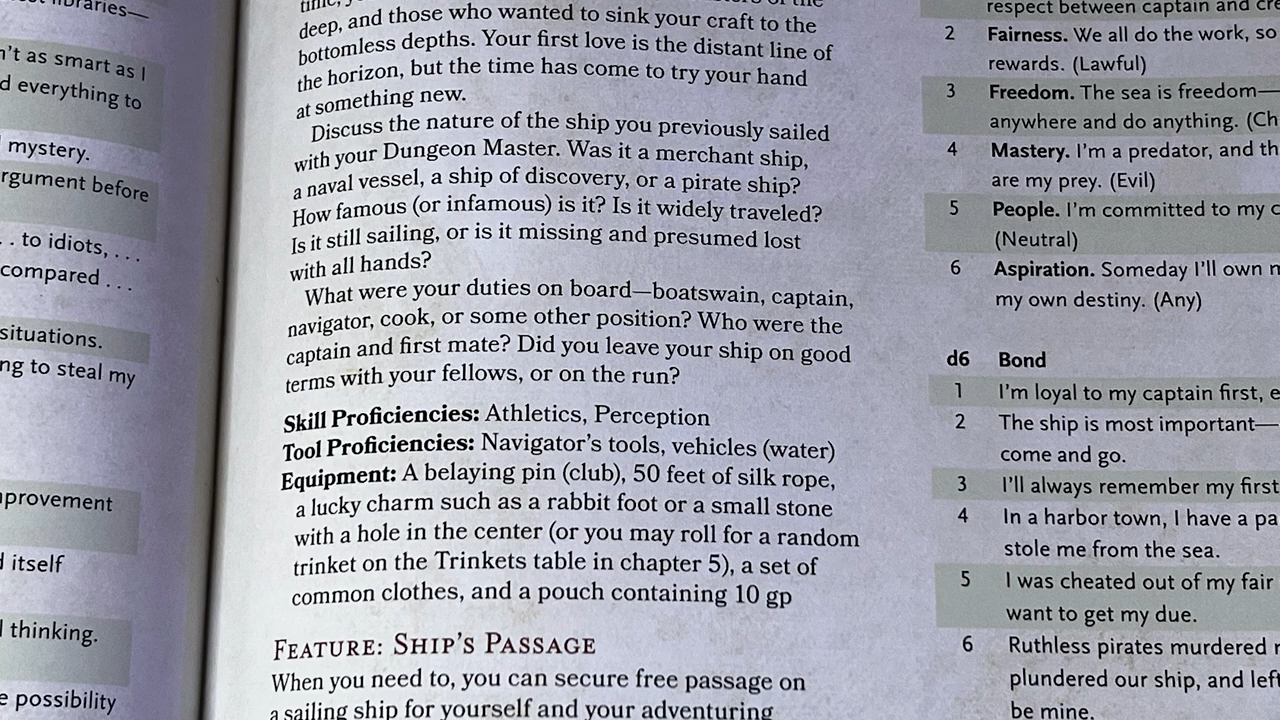 libraries—
n't as smart as I
d everything to
mystery.
rgument before
. . to idiots, . . .
compared . . .
situations.
ng to steal my
provement
itself
thinking.
e possibility
deep, and those who wanted to sink your craft to the
bottomless depths. Your first love is the distant line of
the horizon, but the time has come to try your hand
at something new.
Discuss the nature of the ship you previously sailed
with your Dungeon Master. Was it a merchant ship,
a naval vessel, a ship of discovery, or a pirate ship?
How famous (or infamous) is it? Is it widely traveled?
Is it still sailing, or is it missing and presumed lost
with all hands?
What were your duties on board—boatswain, captain,
navigator, cook, or some other position? Who were the
captain and first mate? Did you leave your ship on good
terms with your fellows, or on the run?
Skill Proficiencies: Athletics, Perception
Tool Proficiencies: Navigator's tools, vehicles (water)
Equipment: A belaying pin (club), 50 feet of silk rope,
a lucky charm such as a rabbit foot or a small stone
with a hole in the center (or you may roll for a random
trinket on the Trinkets table in chapter 5), a set of
common clothes, and a pouch containing 10 gp
Feature: Ship's Passage
When you need to, you can secure free passage on
a sailing ship for yourself and your adventuring
respect between captain and cre
2 Fairness. We all do the work, so
rewards. (Lawful)
3 Freedom. The sea is freedom—
anywhere and do anything. (Ch
4 Mastery. I'm a predator, and th
are my prey. (Evil)
5 People. I'm committed to my c
(Neutral)
6 Aspiration. Someday I'll own m
my own destiny. (Any)
d6 Bond
1 I'm loyal to my captain first, e
2 The ship is most important—
come and go.
3 I'll always remember my first
4 In a harbor town, I have a pa
stole me from the sea.
5 I was cheated out of my fair
want to get my due.
6 Ruthless pirates murdered
plundered our ship, and left
be mine.